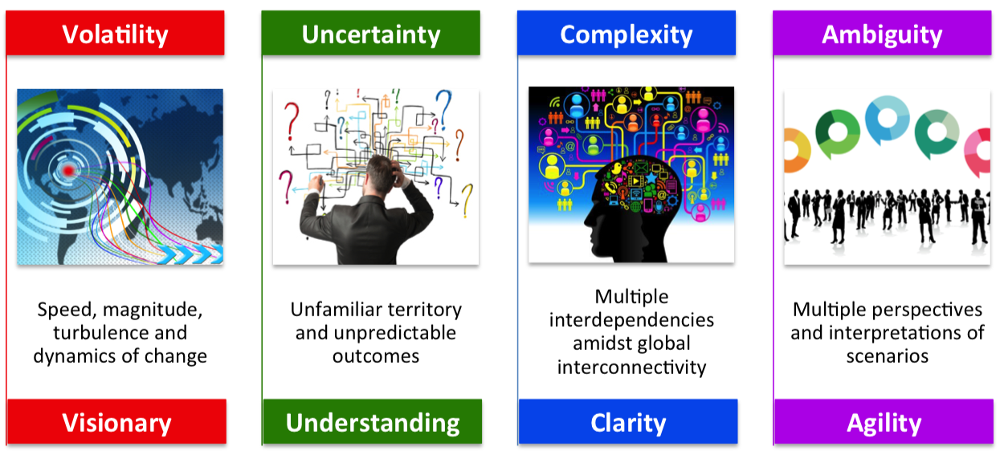 Volatility
Uncertainty
Complexity
Ambiguity
Speed, magnitude,
turbulence and
dynamics of change
Unfamiliar territory
and unpredictable
outcomes
Multiple
interdependencies
amidst global
interconnectivity
Multiple perspectives
and interpretations of
scenarios
Visionary
Understanding
Clarity
Agility